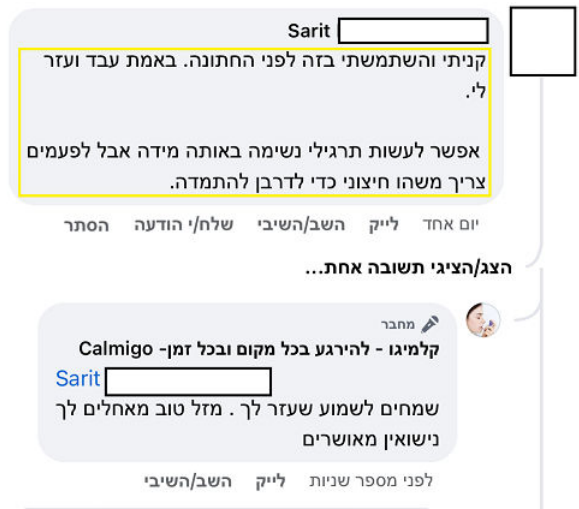 Sarit
קניתי והשתמשתי בזה לפני החתונה. באמת עבד ועזר
לי.
אפשר לעשות תרגילי נשימה באותה מידה אבל לפעמים
צריך משהו חיצוני כדי לדרבן להתמדה.
יום אחד לייק השב/השיבי שלח/י הודעה הסתר
הצג/הציגי תשובה אחת...
מחבר
קלמיגו - להירגע בכל מקום ובכל זמן- Calmigo
Sarit
שמחים לשמוע שעזר לך . מזל טוב מאחלים לך
נישואין מאושרים
לפני מספר שניות לייק השב/השיבי